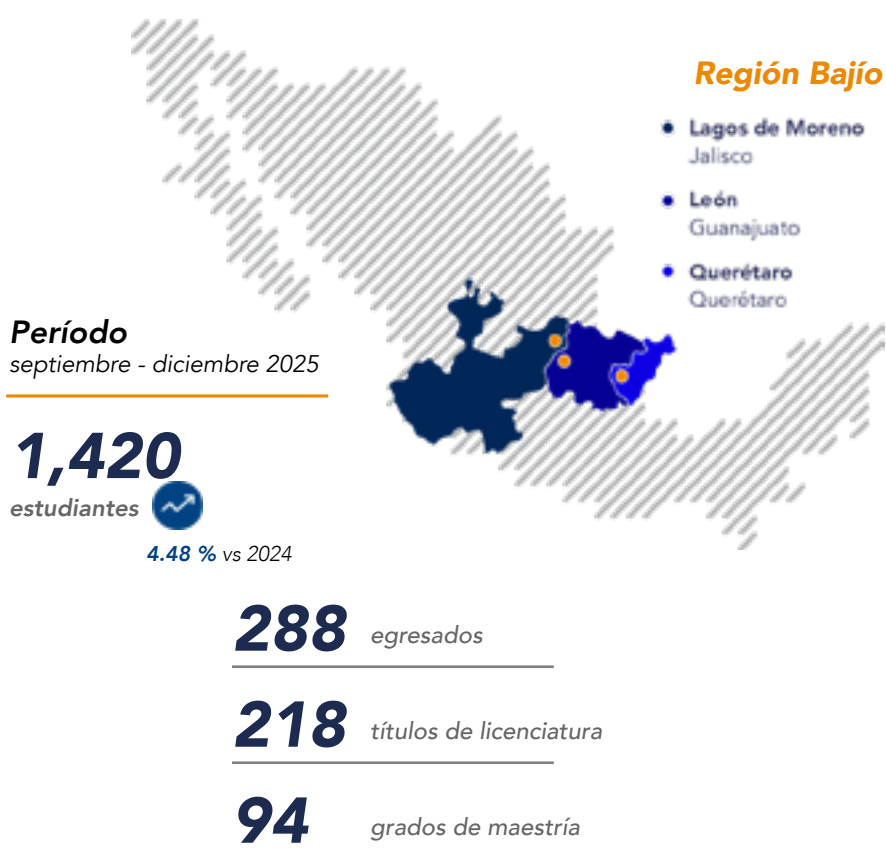 Región Bajío
Lagos de Moreno
Jalisco
León
Guanajuato
Querétaro
Querétaro
Período
septiembre - diciembre 2025
1,420
estudiantes
4.48 % vs 2024
288 egresados
218 títulos de licenciatura
94 grados de maestría